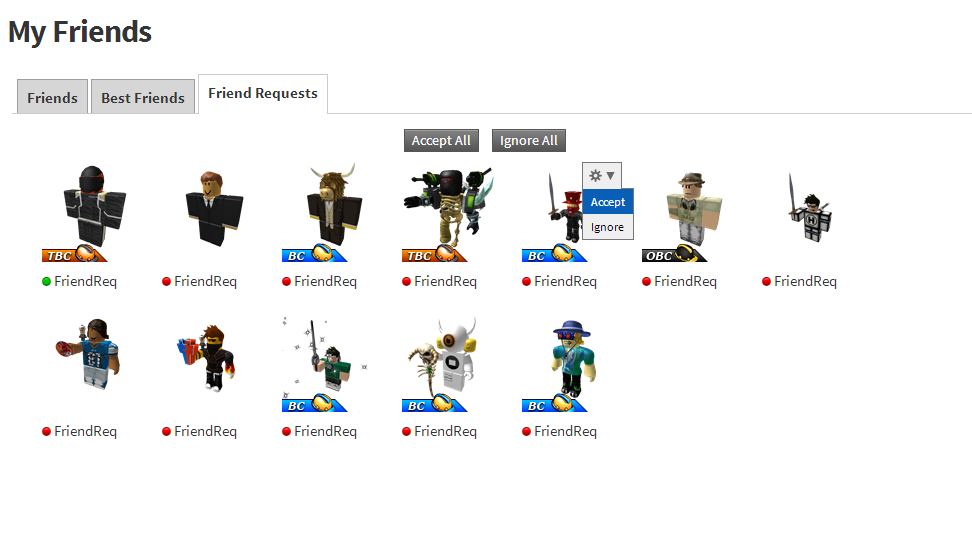 My Friends
Friends Best Friends Friend Requests
Accept All Ignore All
Accept
Ignore
TBC BC TBC BC OBC
FriendReq FriendReq FriendReq FriendReq FriendReq FriendReq FriendReq
H
BC BC BC
FriendReq FriendReq FriendReq FriendReq FriendReq